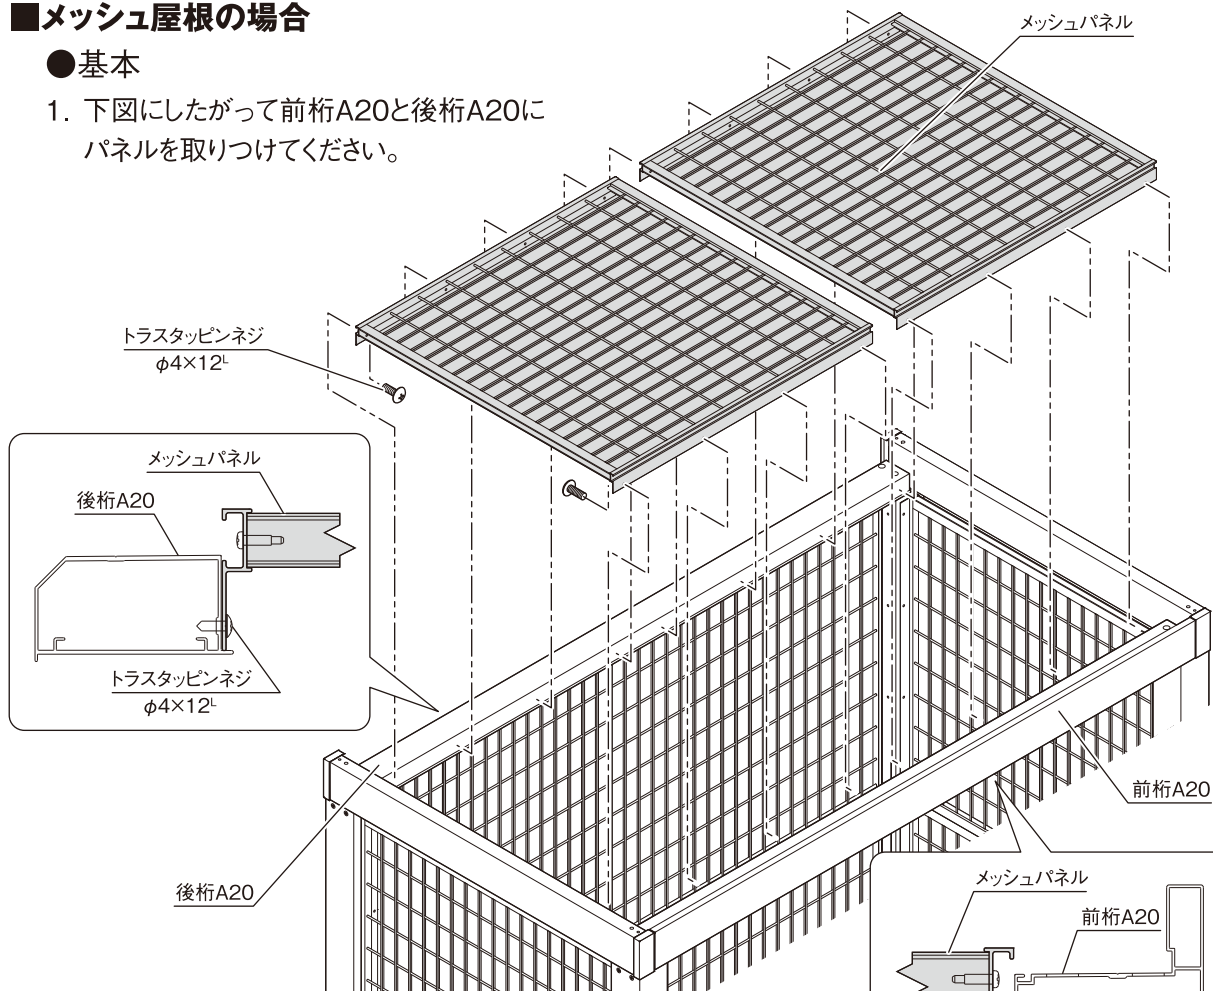 ■メッシュ屋根の場合
●基本
1. 下図にしたがって前桁A20と後桁A20に
パネルを取りつけてください。
メッシュパネル
トラスタッピンネジ
φ4×12ᴸ
メッシュパネル
後桁A20
トラスタッピンネジ
φ4×12ᴸ
前桁A20
後桁A20
メッシュパネル
前桁A20